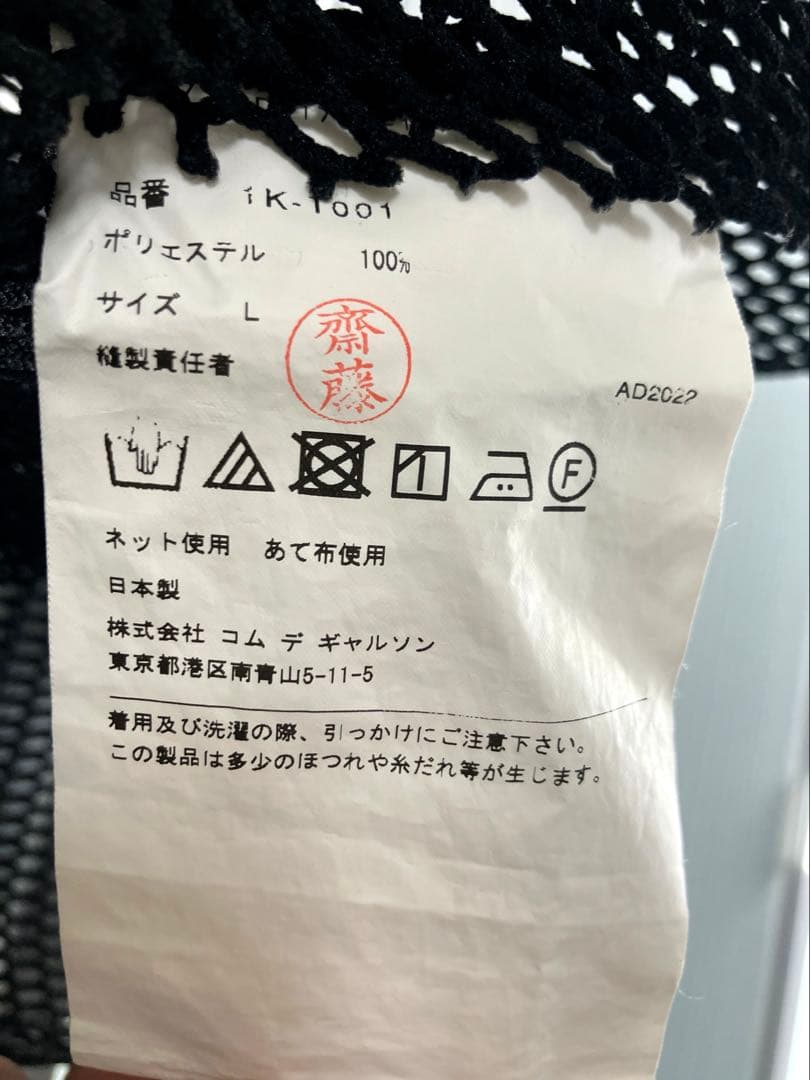 品番 1K-T001
ポリエステル 100%
サイズ L
縫製責任者 齋藤
AD2022
F
ネット使用 あて布使用
日本製
株式会社 コム デ ギャルソン
東京都港区南青山5-11-5
着用及び洗濯の際、引っかけにご注意下さい。
この製品は多少のほつれや糸だれ等が生じます。